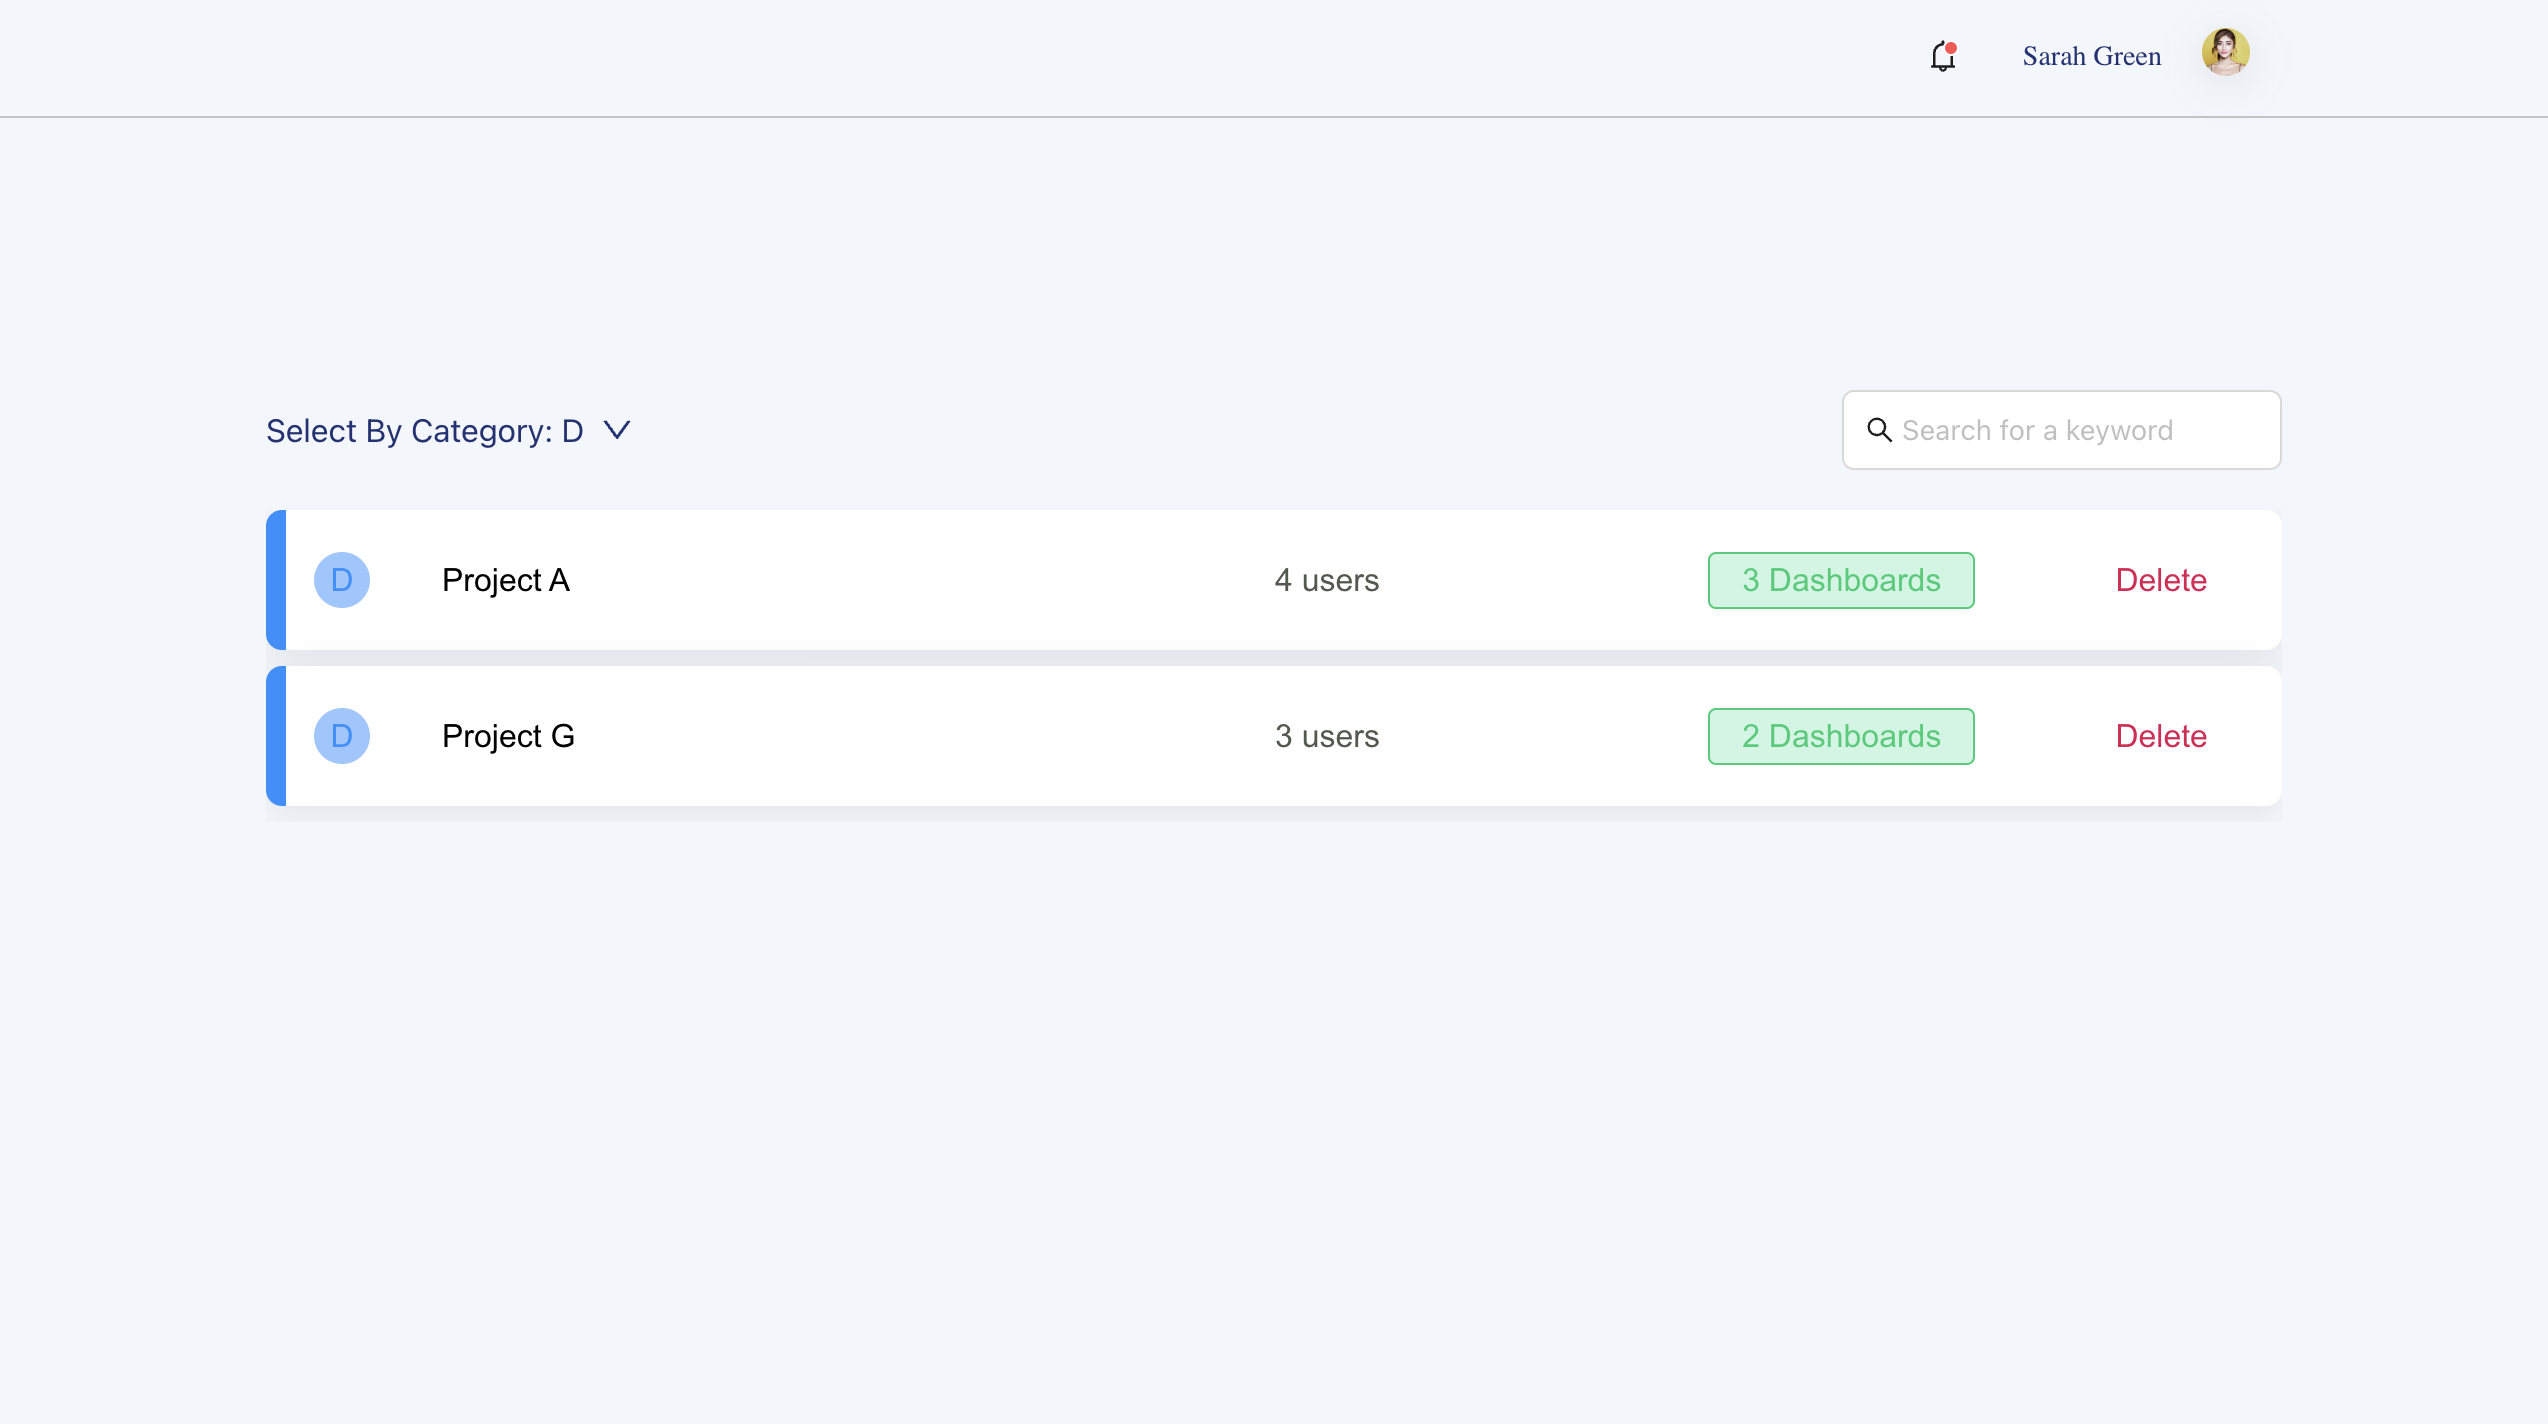 Sarah Green
Select By Category: D
Search for a keyword
D Project A 4 users 3 Dashboards Delete
D Project G 3 users 2 Dashboards Delete